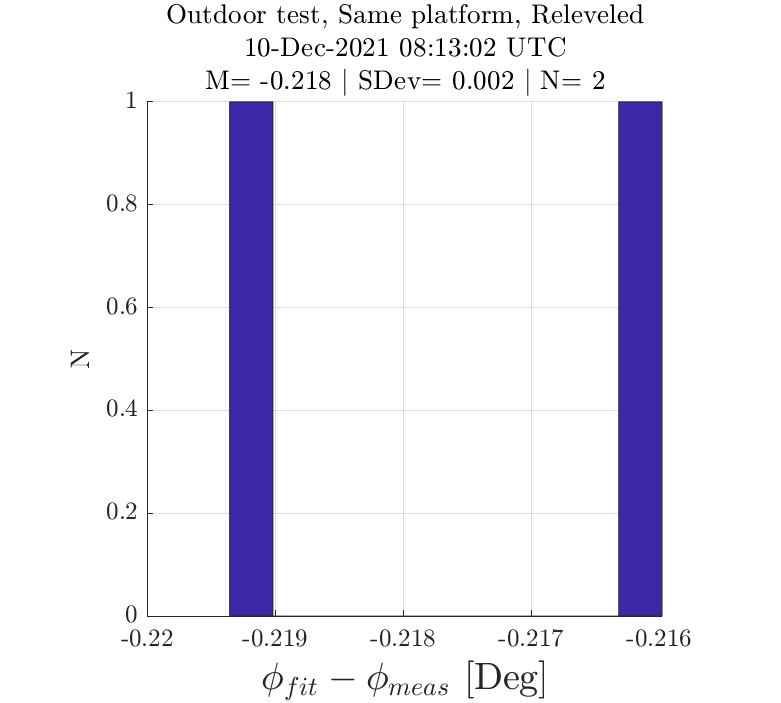 Outdoor test, Same platform, Releveled
10-Dec-2021 08:13:02 UTC
M= -0.218 | SDev= 0.002 | N= 2
1
0.8
0.6
0.4
0.2
0
N
-0.22 -0.219 -0.218 -0.217 -0.216
ϕfit − ϕmeas [Deg]